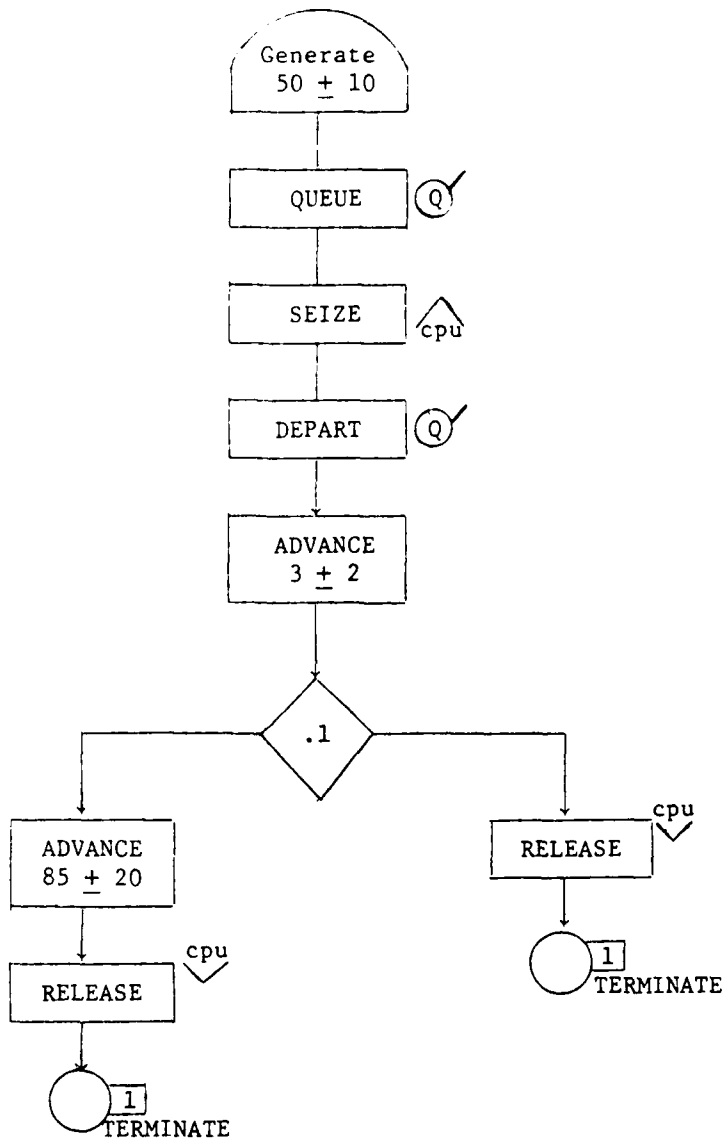 Generate
50 ± 10
QUEUE Q
SEIZE cpu
DEPART Q
ADVANCE
3 ± 2
.1
ADVANCE
85 ± 20
RELEASE cpu
1
TERMINATE
RELEASE cpu
1
TERMINATE